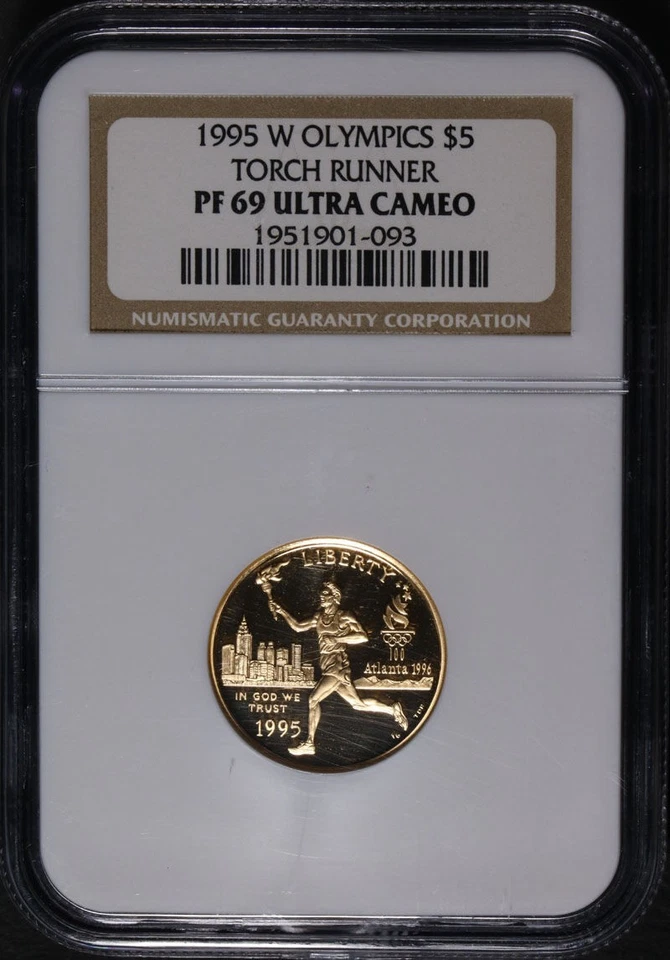 1995 W OLYMPICS $5
TORCH RUNNER
PF 69 ULTRA CAMEO
1951901-093
NUMISMATIC GUARANTY CORPORATION
LIBERTY
100
Atlanta 1996
IN GOD WE
TRUST
1995